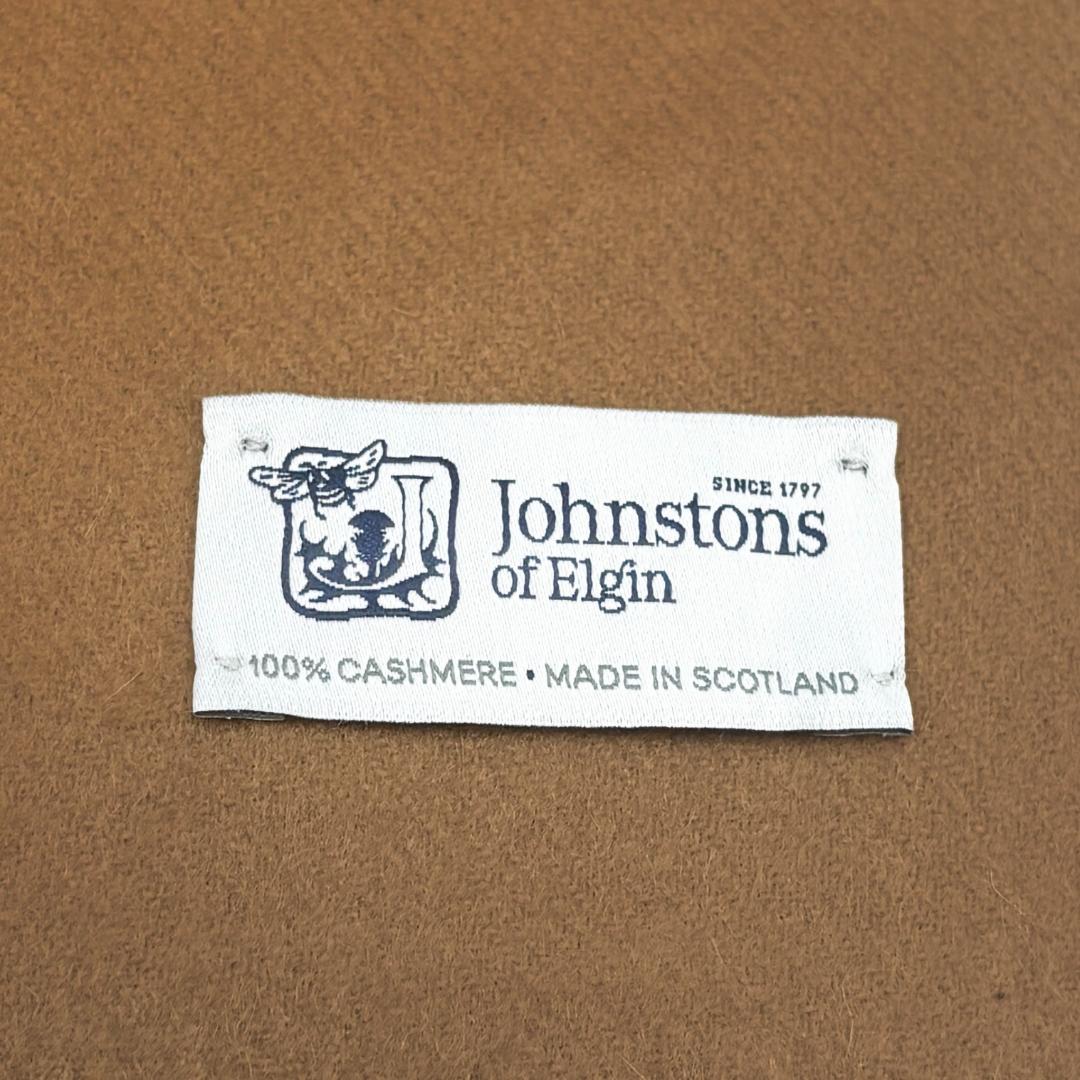 SINCE 1797
Johnstons
of Elgin
100% CASHMERE • MADE IN SCOTLAND